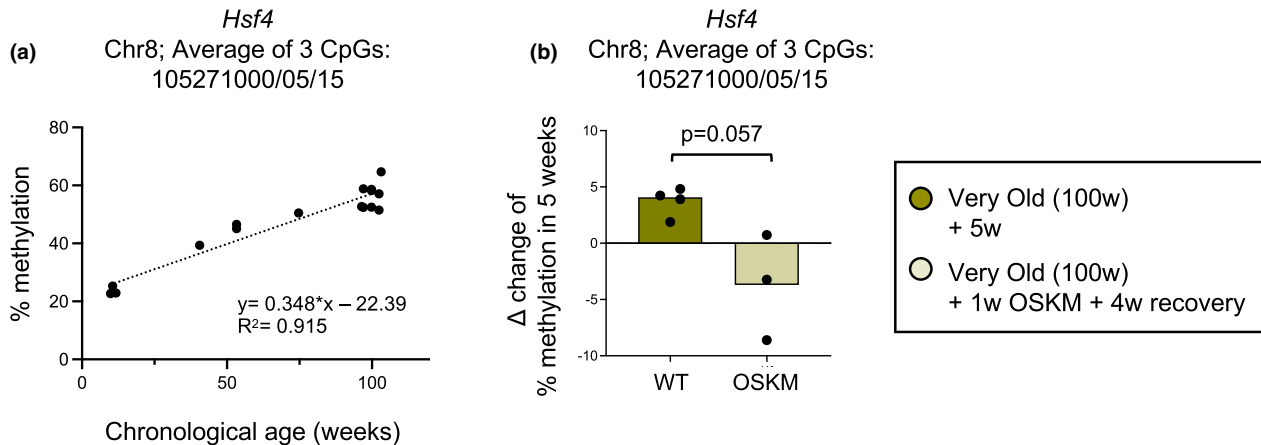 Hsf4
(a)
Chr8; Average of 3 CpGs:
105271000/05/15
% methylation
80
60
40
20
0
y= 0.348*x – 22.39
R²= 0.915
0
50
100
Chronological age (weeks)
Hsf4
(b)
Chr8; Average of 3 CpGs:
105271000/05/15
Δ change of
% methylation in 5 weeks
10
5
0
-5
-10
p=0.057
WT
OSKM
Very Old (100w)
+ 5w
Very Old (100w)
+ 1w OSKM + 4w recovery